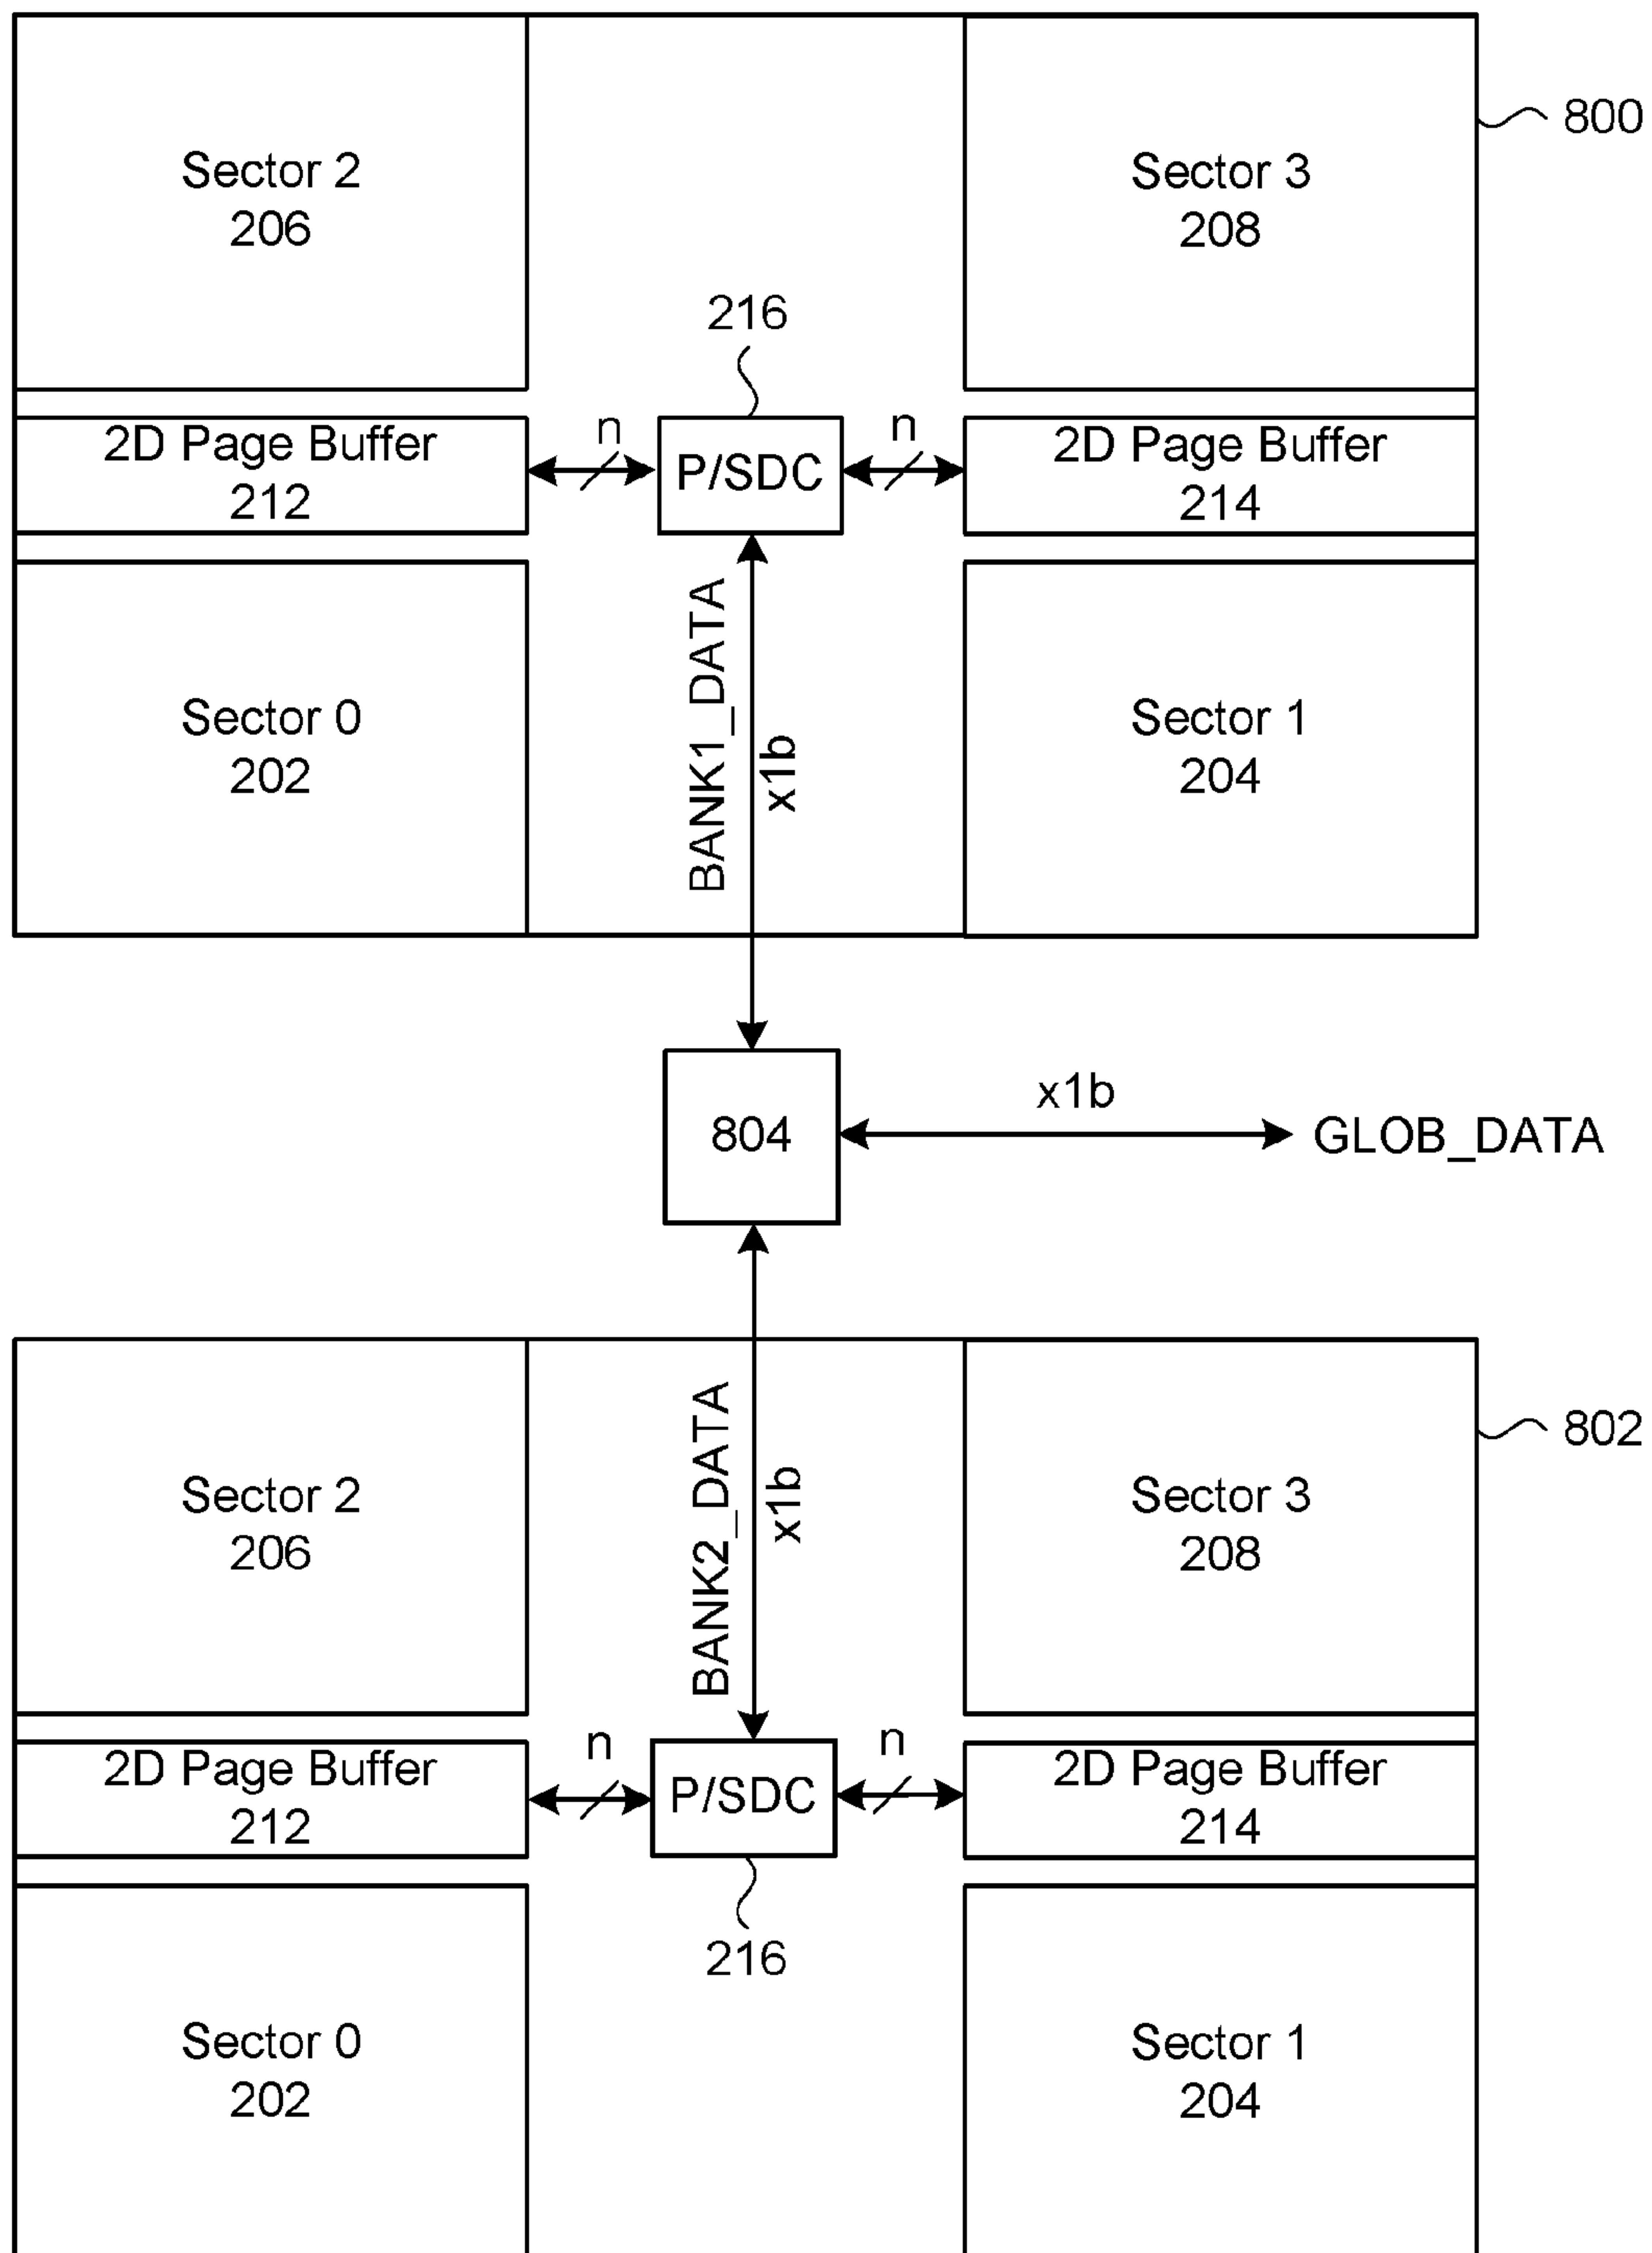 800
Sector 2
206
Sector 3
208
216
2D Page Buffer
212
n
P/SDC
n
2D Page Buffer
214
BANK1_DATA
x1b
Sector 0
202
Sector 1
204
804
x1b
GLOB_DATA
802
Sector 2
206
BANK2_DATA
x1b
Sector 3
208
2D Page Buffer
212
n
P/SDC
n
2D Page Buffer
214
216
Sector 0
202
Sector 1
204